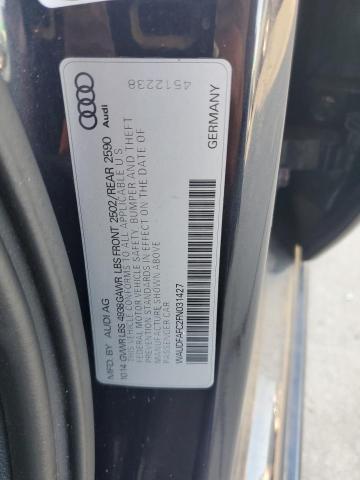 MFD. BY AUDI AG
10.14 GVWR LBS 4938 GAWR LBS FRONT 2502/REAR 2590
THIS VEHICLE CONFORMS TO ALL APPLICABLE U S
FEDERAL MOTOR VEHICLE SAFETY, BUMPER AND THEFT
PREVENTION STANDARDS IN EFFECT ON THE DATE OF
MANUFACTURE SHOWN ABOVE
PASSENGER CAR
WAUDFAFC2FN031427
Audi
4512238
GERMANY